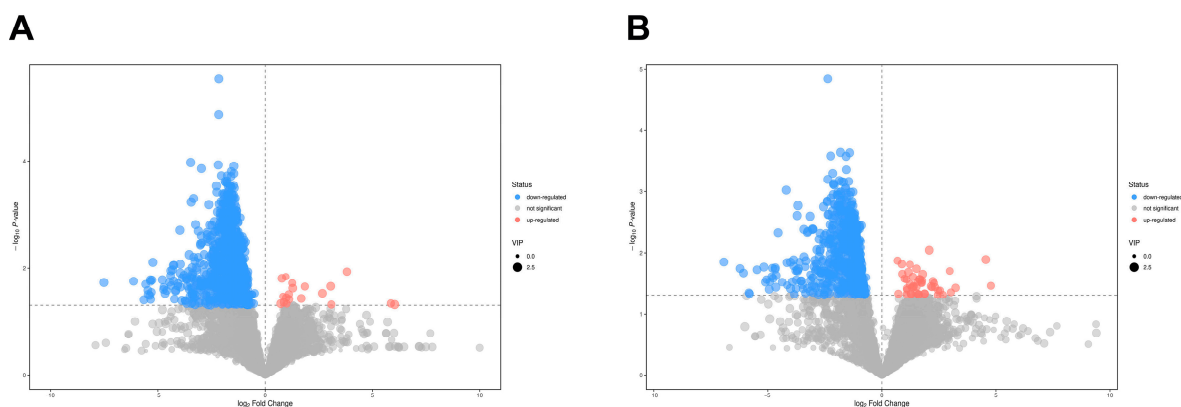 A
B
− log₁₀ P-value
4
2
0
-10
-5
0
5
10
log₂ Fold Change
Status
down-regulated
not significant
up-regulated
VIP
0.0
2.5
− log₁₀ P-value
5
4
3
2
1
0
-10
-5
0
5
10
log₂ Fold Change
Status
down-regulated
not significant
up-regulated
VIP
0.0
2.5